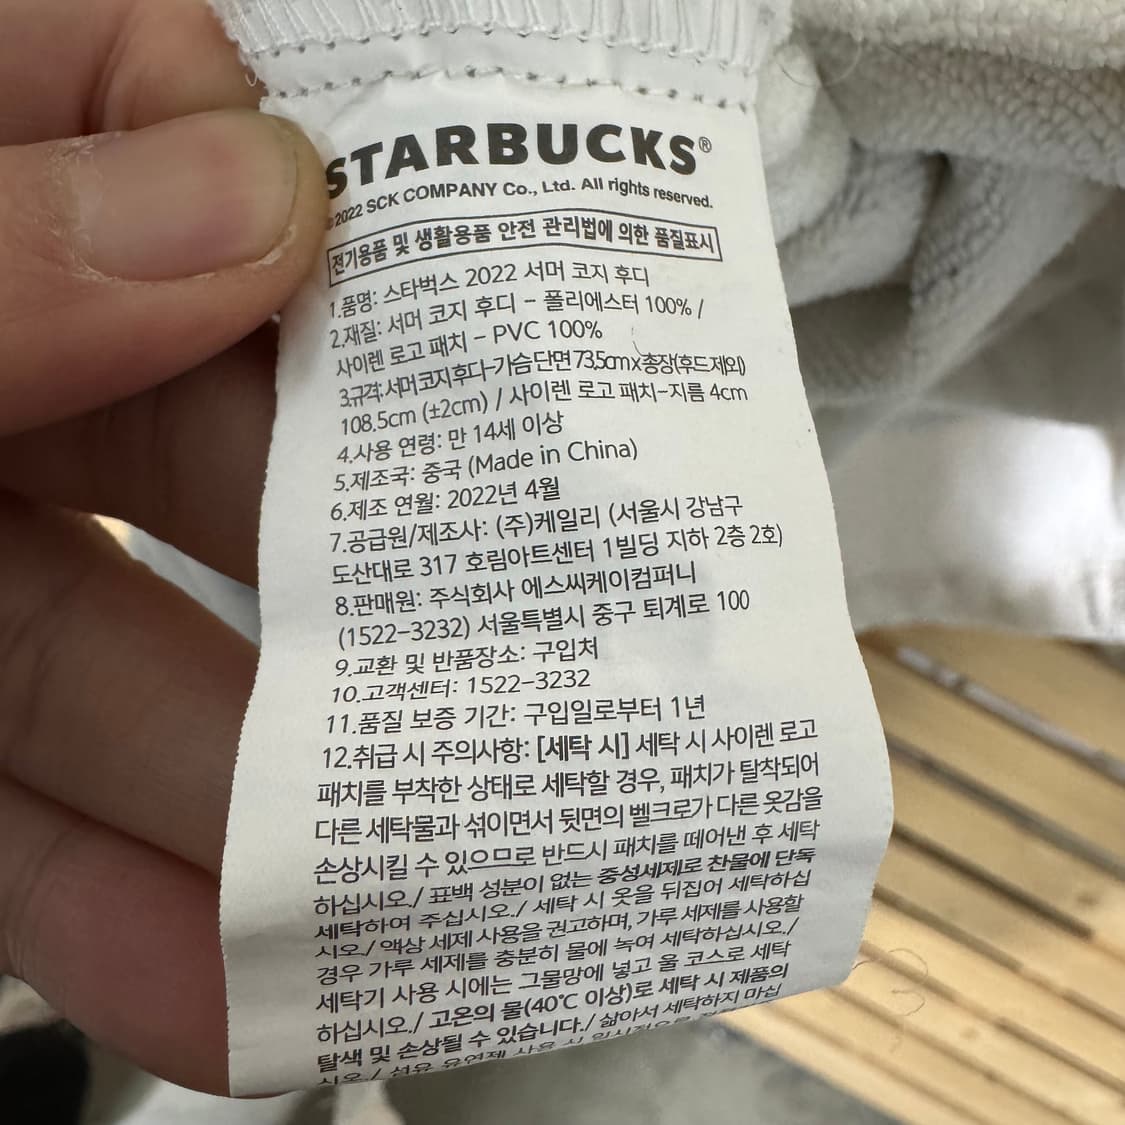 STARBUCKS®
©2022 SCK COMPANY Co., Ltd. All rights reserved.
전기용품 및 생활용품 안전 관리법에 의한 품질표시
1.품명: 스타벅스 2022 서머 코지 후디
2.재질: 서머 코지 후디 - 폴리에스터 100% /
사이렌 로고 패치 - PVC 100%
3.규격:서머 코지 후디-가슴단면 73.5cm x 총장(후드 제외)
108.5cm (±2cm) / 사이렌 로고 패치-지름 4cm
4.사용 연령: 만 14세 이상
5.제조국: 중국 (Made in China)
6.제조 연월: 2022년 4월
7.공급원/제조사: (주)케일리 (서울시 강남구
도산대로 317 호림아트센터 1빌딩 지하 2층 2호)
8.판매원: 주식회사 에스씨케이컴퍼니
(1522-3232) 서울특별시 중구 퇴계로 100
9.교환 및 반품장소: 구입처
10.고객센터: 1522-3232
11.품질 보증 기간: 구입일로부터 1년
12.취급 시 주의사항: [세탁 시] 세탁 시 사이렌 로고
패치를 부착한 상태로 세탁할 경우, 패치가 탈착되어
다른 세탁물과 섞이면서 뒷면의 벨크로가 다른 옷감을
손상시킬 수 있으므로 반드시 패치를 떼어낸 후 세탁
하십시오./ 표백 성분이 없는 중성세제로 찬물에 단독
세탁하여 주십시오./ 세탁 시 옷을 뒤집어 세탁하십
시오./ 액상 세제 사용을 권고하며, 가루 세제를 사용할
경우 가루 세제를 충분히 물에 녹여 세탁하십시오./
세탁기 사용 시에는 그물망에 넣고 울 코스로 세탁
하십시오./ 고온의 물(40℃ 이상)로 세탁 시 제품의
탈색 및 손상될 수 있습니다./ 삶아서 세탁하지 마십
시오./ 섬유 유연제 사용 시